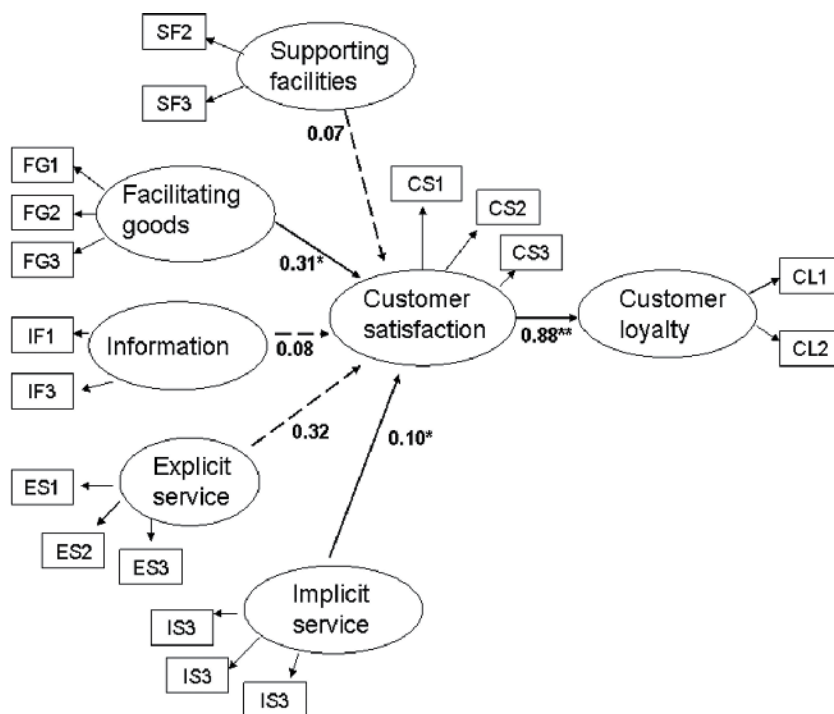 SF2
Supporting
facilities
SF3
0.07
FG1
Facilitating
goods
FG2
FG3
0.31*
CS1
CS2
CS3
Customer
satisfaction
0.88**
Customer
loyalty
CL1
CL2
IF1
Information
0.08
IF3
0.32
0.10*
Explicit
service
ES1
ES2
ES3
Implicit
service
IS3
IS3
IS3